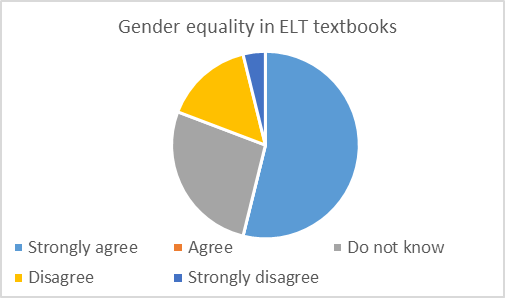 Gender equality in ELT textbooks
Strongly agree Agree Do not know
Disagree Strongly disagree